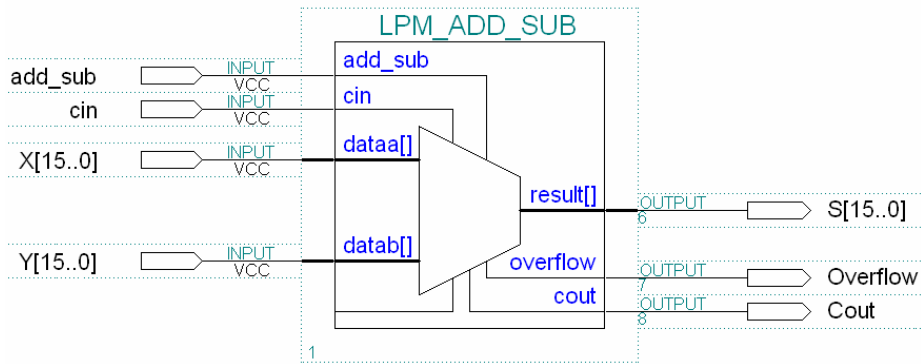 LPM_ADD_SUB
add_sub INPUT VCC add_sub
cin INPUT VCC cin
X[15..0] INPUT VCC dataa[]
result[] OUTPUT 6 S[15..0]
Y[15..0] INPUT VCC datab[]
overflow OUTPUT 7 Overflow
cout OUTPUT 8 Cout
1